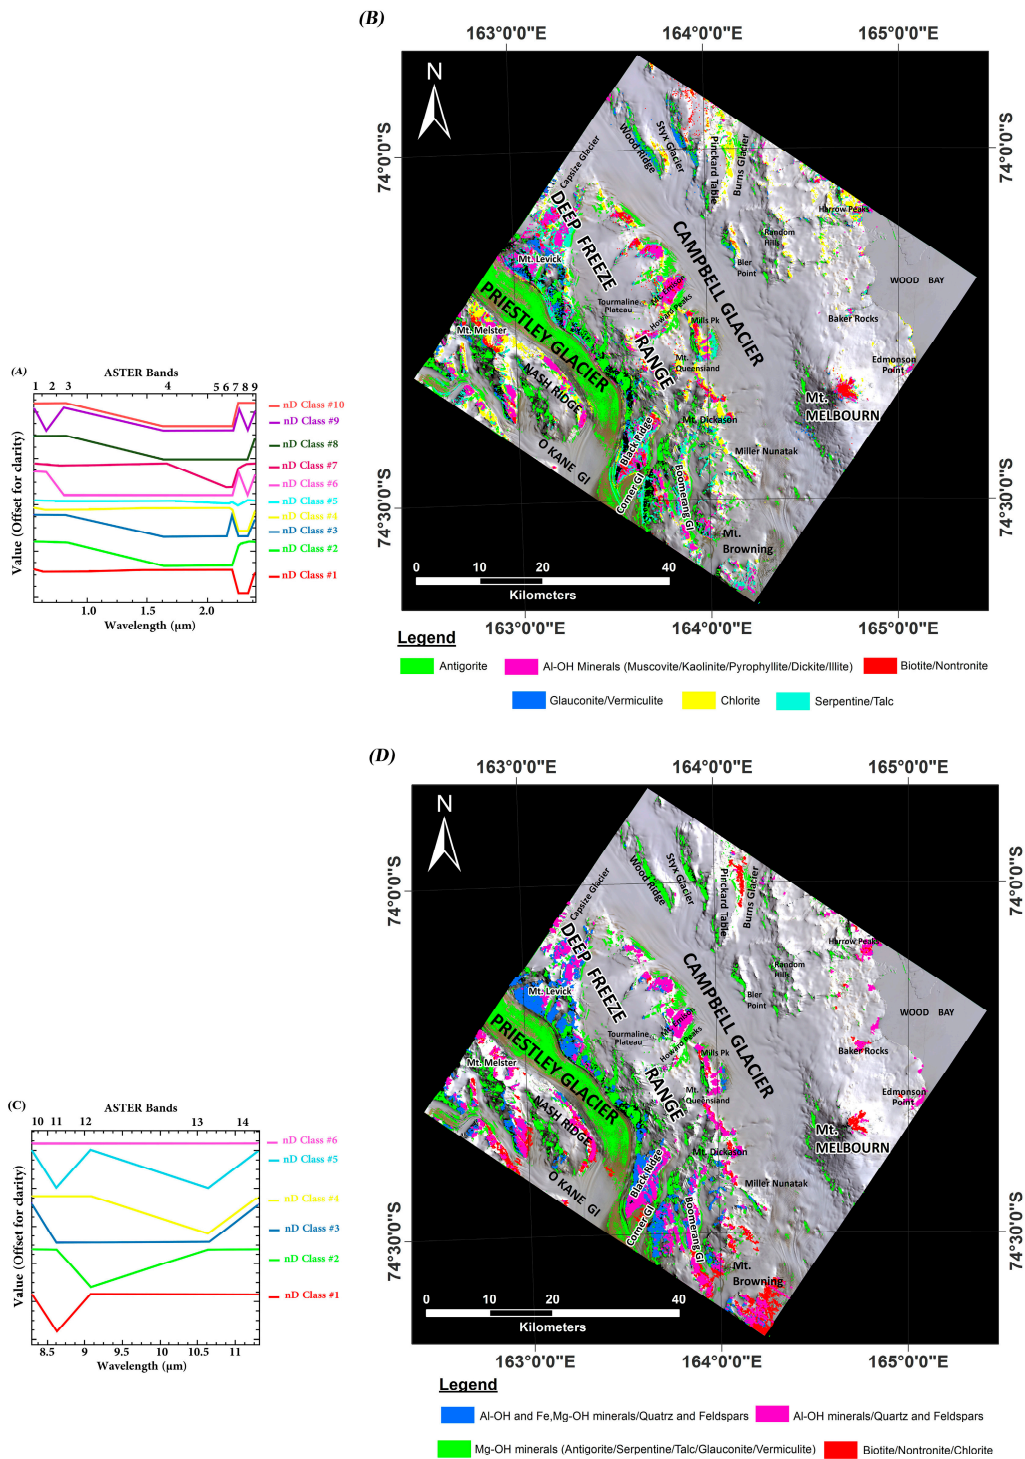 (B)
163°0'0"E
164°0'0"E
165°0'0"E
74°0'0"S
74°0'0"S
74°30'0"S
74°30'0"S
N
Capsize Glacier
Wood Ridge
Styx Glacier
Pinckard Table
Burns Glacier
DEEP FREEZE
RANGE
CAMPBELL GLACIER
Harrow Peaks
Random
Hills
Bler
Point
WOOD BAY
Mt. Levick
PRIESTLEY GLACIER
Tourmaline
Plateau
Howard Peaks
Mills Pk
Baker Rocks
Mt. Melster
Mt.
Queensland
Edmonson
Point
NASH RIDGE
Mt.
MELBOURN
Mt. Dickason
Black Ridge
O KANE Gl
Miller Nunatak
Corner Gl
Boomerang Gl
Mt.
Browning
0 10 20 40
Kilometers
163°0'0"E
164°0'0"E
165°0'0"E
Legend
Antigorite
Al-OH Minerals (Muscovite/Kaolinite/Pyrophyllite/Dickite/Illite)
Biotite/Nontronite
Glauconite/Vermiculite
Chlorite
Serpentine/Talc
(A)
ASTER Bands
1 2 3 4 5 6 7 8 9
nD Class #10
nD Class #9
nD Class #8
nD Class #7
nD Class #6
nD Class #5
nD Class #4
nD Class #3
nD Class #2
nD Class #1
Value (Offset for clarity)
1.0 1.5 2.0
Wavelength (µm)
(D)
163°0'0"E
164°0'0"E
165°0'0"E
74°0'0"S
74°0'0"S
74°30'0"S
74°30'0"S
N
Capsize Glacier
Wood Ridge
Styx Glacier
Pinckard Table
Burns Glacier
DEEP FREEZE
RANGE
CAMPBELL GLACIER
Harrow Peaks
Random
Hills
Bler
Point
WOOD BAY
Mt. Levick
PRIESTLEY GLACIER
Tourmaline
Plateau
Howard Peaks
Mills Pk
Baker Rocks
Mt. Melster
Mt.
Queensland
Edmonson
Point
NASH RIDGE
Mt.
MELBOURN
Mt. Dickason
Black Ridge
O KANE Gl
Miller Nunatak
Corner Gl
Boomerang Gl
Mt.
Browning
0 10 20 40
Kilometers
163°0'0"E
164°0'0"E
165°0'0"E
Legend
Al-OH and Fe,Mg-OH minerals/Quatrz and Feldspars
Al-OH minerals/Quartz and Feldspars
Mg-OH minerals (Antigorite/Serpentine/Talc/Glauconite/Vermiculite)
Biotite/Nontronite/Chlorite
(C)
ASTER Bands
10 11 12 13 14
nD Class #6
nD Class #5
nD Class #4
nD Class #3
nD Class #2
nD Class #1
Value (Offset for clarity)
8.5 9 9.5 10 10.5 11
Wavelength (µm)